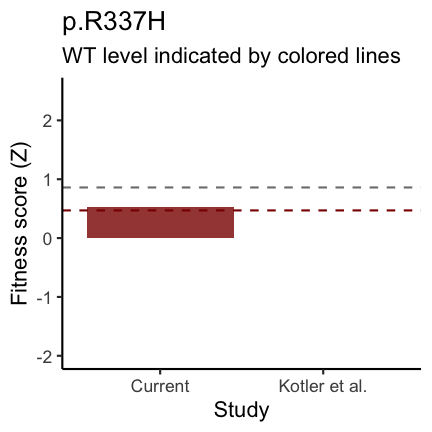 p.R337H
WT level indicated by colored lines
Fitness score (Z)
2
1
0
-1
-2
Current
Kotler et al.
Study